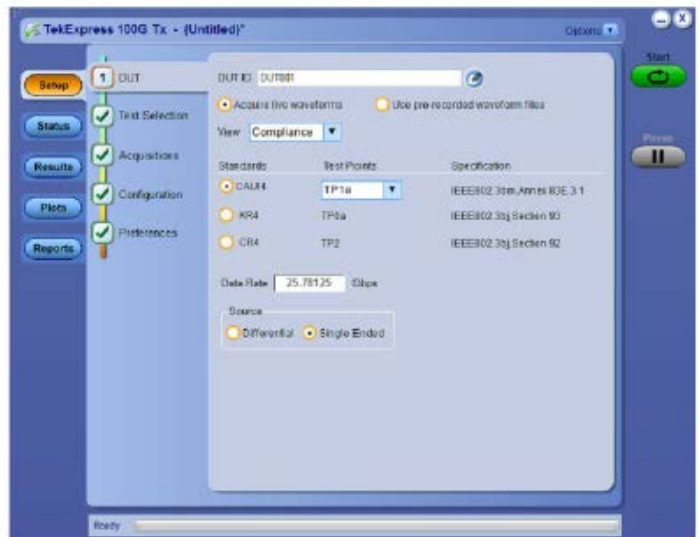 TekExpress 100G Tx - (Untitled)*
Options
Start
Setup
1 DUT
DUT ID DUT001
Acquire live waveforms
Use pre-recorded waveform files
Status
Test Selection
View Compliance
Pause
Results
Acquisitions
Standards Test Points Specification
CAUI4 TP1a IEEE802.3bm,Annex 83E.3.1
Plots
Configuration
KR4 TP0a IEEE802.3bj,Section 93
Reports
Preferences
CR4 TP2 IEEE802.3bj,Section 92
Data Rate 25.78125 Gbps
Source
Differential
Single Ended
Ready